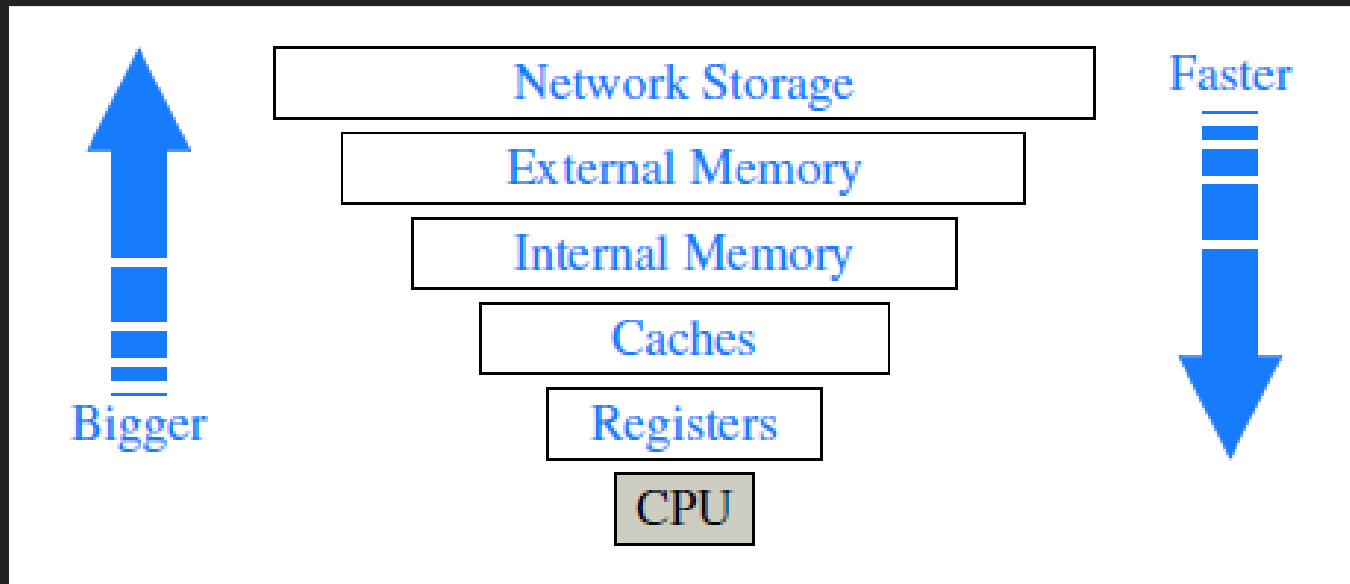 Network Storage
Faster
External Memory
Internal Memory
Caches
Bigger
Registers
CPU